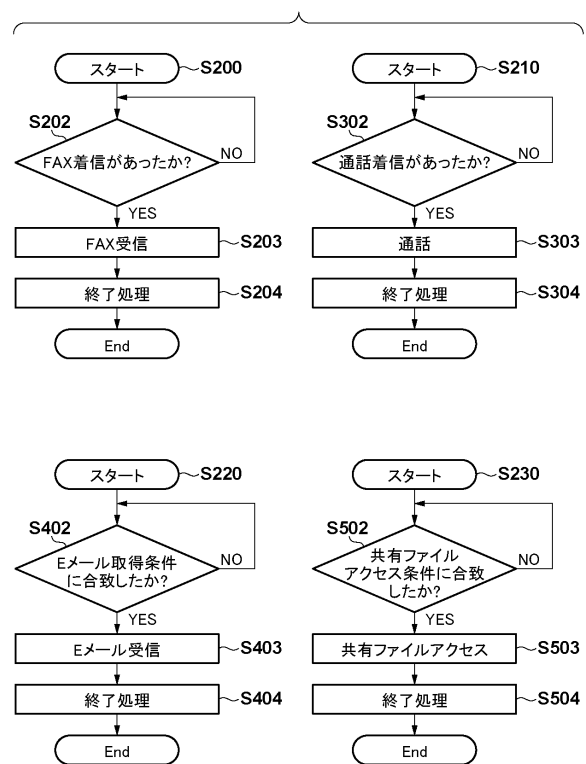 スタート S200
S202
FAX着信があったか?
NO
YES
FAX受信 S203
終了処理 S204
End
スタート S210
S302
通話着信があったか?
NO
YES
通話 S303
終了処理 S304
End
スタート S220
S402
Eメール取得条件
に合致したか?
NO
YES
Eメール受信 S403
終了処理 S404
End
スタート S230
S502
共有ファイル
アクセス条件に合致
したか?
NO
YES
共有ファイルアクセス S503
終了処理 S504
End